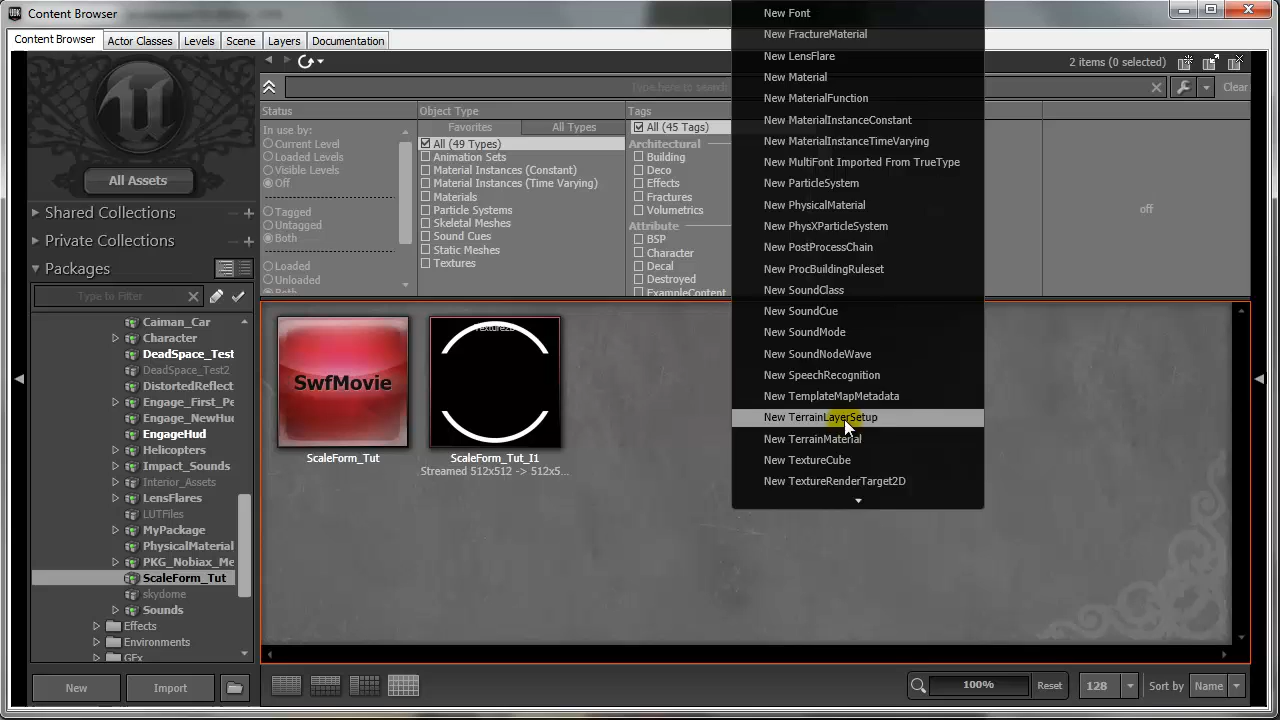 Content Browser
Content Browser
Actor Classes
Levels
Scene
Layers
Documentation
2 items (0 selected)
Clear
All Assets
Shared Collections
Private Collections
Packages
Type to Filter
Caiman_Car
Character
DeadSpace_Test
DeadSpace_Test2
DistortedReflect
Engage_First_Pe
Engage_NewHud
EngageHud
Helicopters
Impact_Sounds
Interior_Assets
LensFlares
LUTFiles
MyPackage
PhysicalMaterial
PKG_Nobiax_Me
ScaleForm_Tut
skydome
Sounds
Effects
Environments
GFx
New
Import
Status
In use by:
Current Level
Loaded Levels
Visible Levels
Off
Tagged
Untagged
Both
Loaded
Unloaded
Both
Object Type
Favorites
All Types
All (49 Types)
Animation Sets
Material Instances (Constant)
Material Instances (Time Varying)
Materials
Particle Systems
Skeletal Meshes
Sound Cues
Static Meshes
Textures
Tags
All (45 Tags)
Architectural
Building
Deco
Effects
Fractures
Volumetrics
Attribute
BSP
Character
Decal
Destroyed
ExampleContent
off
New Font
New FractureMaterial
New LensFlare
New Material
New MaterialFunction
New MaterialInstanceConstant
New MaterialInstanceTimeVarying
New MultiFont Imported From TrueType
New ParticleSystem
New PhysicalMaterial
New PhysXParticleSystem
New PostProcessChain
New ProcBuildingRuleset
New SoundClass
New SoundCue
New SoundMode
New SoundNodeWave
New SpeechRecognition
New TemplateMapMetadata
New TerrainLayerSetup
New TerrainMaterial
New TextureCube
New TextureRenderTarget2D
SwfMovie
ScaleForm_Tut
Texture2D
ScaleForm_Tut_I1
Streamed 512x512 -> 512x5...
100%
Reset
128
Sort by
Name